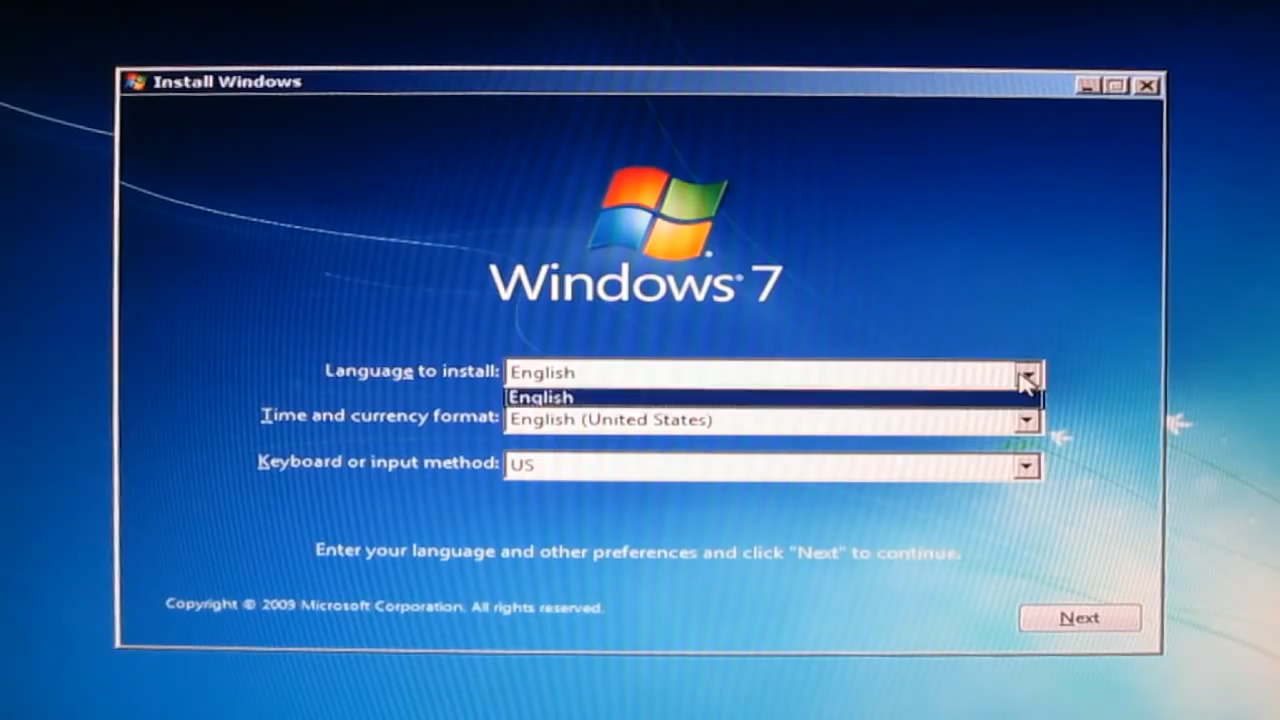 Install Windows
Windows 7
Language to install: English
English
Time and currency format: English (United States)
Keyboard or input method: US
Enter your language and other preferences and click "Next" to continue.
Copyright © 2009 Microsoft Corporation. All rights reserved.
Next